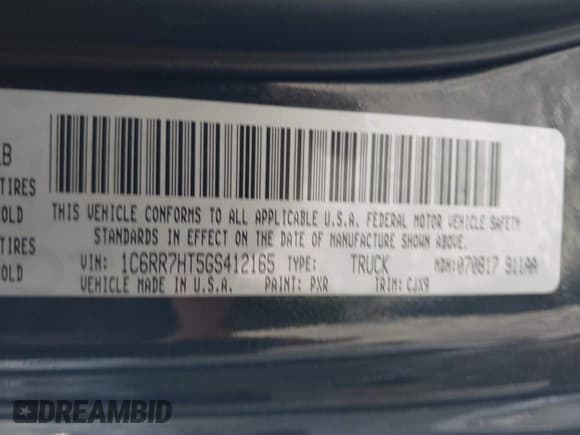 LB
TIRES
OLD
TIRES
OLD
THIS VEHICLE CONFORMS TO ALL APPLICABLE U.S.A. FEDERAL MOTOR VEHICLE SAFETY
STANDARDS IN EFFECT ON THE DATE OF MANUFACTURE SHOWN ABOVE.
VIN: 1C6RR7HT5GS412165 TYPE: TRUCK MDH: 070817 911AA
VEHICLE MADE IN U.S.A. PAINT: PXR TRIM: CJX9
DREAMBID